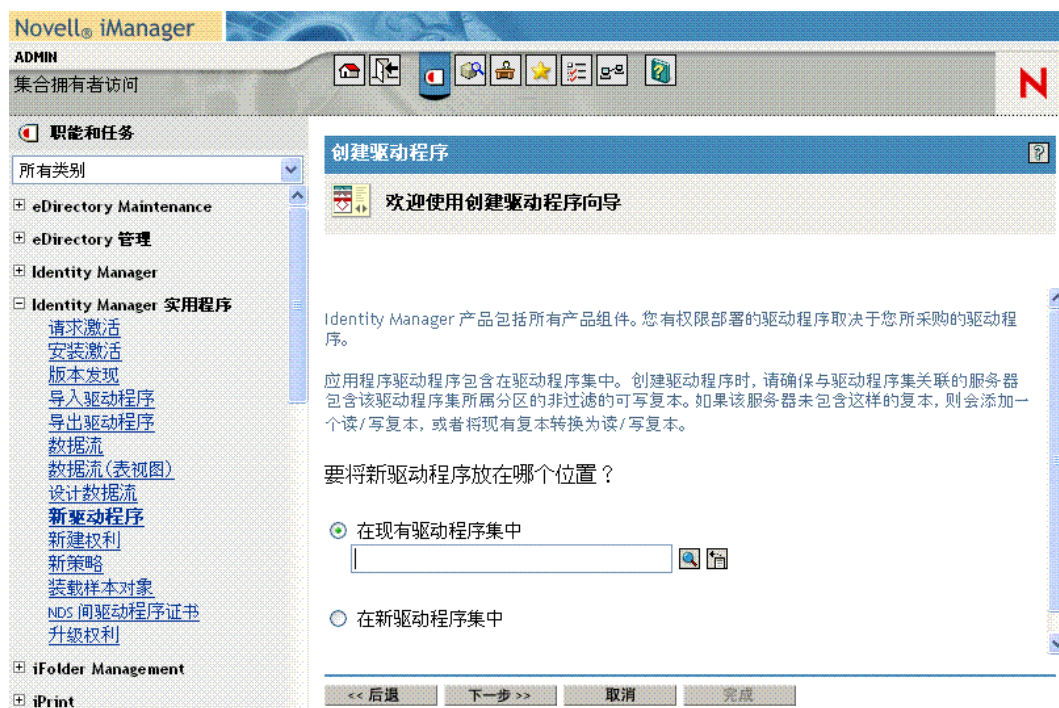 Novell® iManager
ADMIN
集合拥有者访问
N
职能和任务
所有类别
eDirectory Maintenance
eDirectory 管理
Identity Manager
Identity Manager 实用程序
请求激活
安装激活
版本发现
导入驱动程序
导出驱动程序
数据流
数据流(表视图)
设计数据流
新驱动程序
新建权利
新策略
装载样本对象
NDS 间驱动程序证书
升级权利
iFolder Management
iPrint
创建驱动程序
?
欢迎使用创建驱动程序向导
Identity Manager 产品包括所有产品组件。您有权限部署的驱动程序取决于您所采购的驱动程
序。
应用程序驱动程序包含在驱动程序集中。创建驱动程序时, 请确保与驱动程序集关联的服务器
包含该驱动程序集所属分区的非过滤的可写复本。如果该服务器未包含这样的复本, 则会添加一
个读/写复本, 或者将现有复本转换为读/写复本。
要将新驱动程序放在哪个位置？
在现有驱动程序集中
在新驱动程序集中
<< 后退
下一步 >>
取消
完成